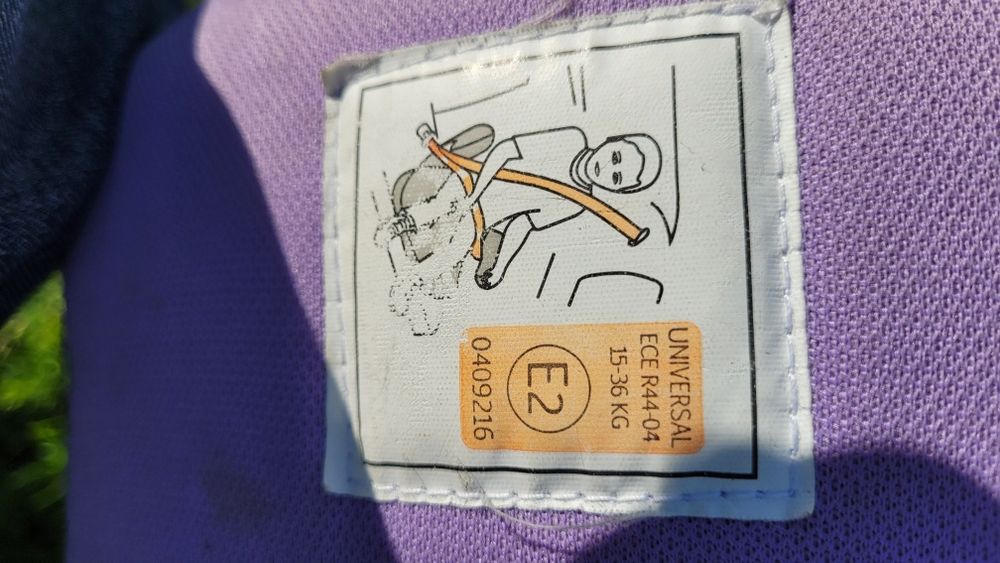 UNIVERSAL
ECE R44-04
15-36 KG
E2
0409216